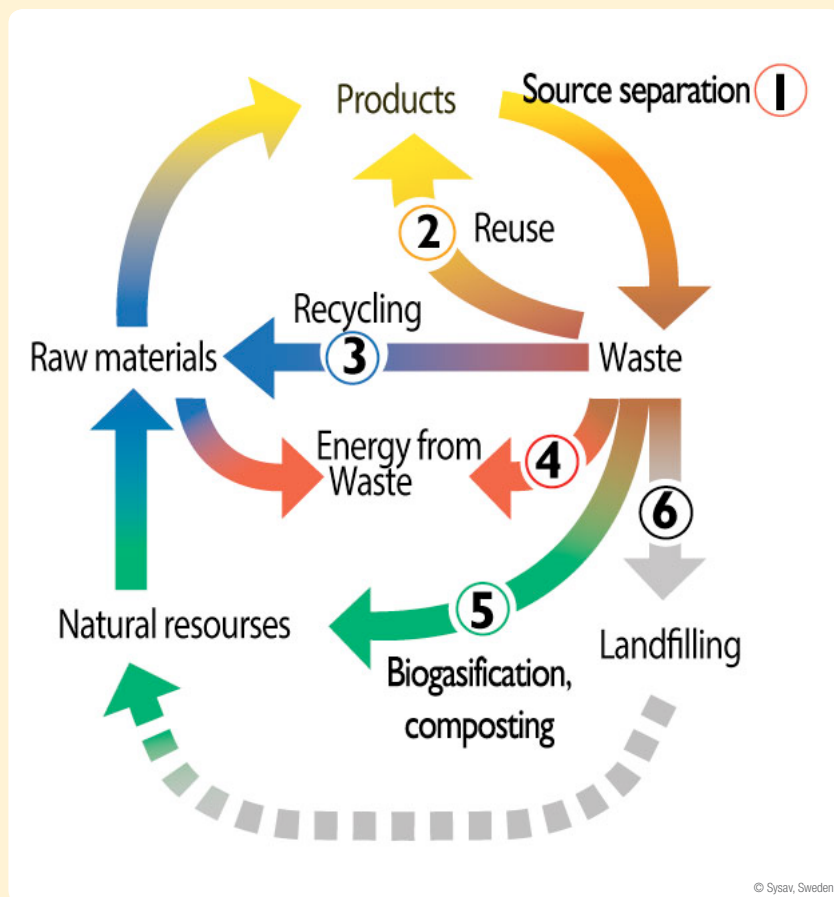 Products
Source separation 1
2 Reuse
Recycling
3
Raw materials
Waste
Energy from
Waste
4
6
5
Natural resourses
Landfilling
Biogasification,
composting
© Sysav, Sweden